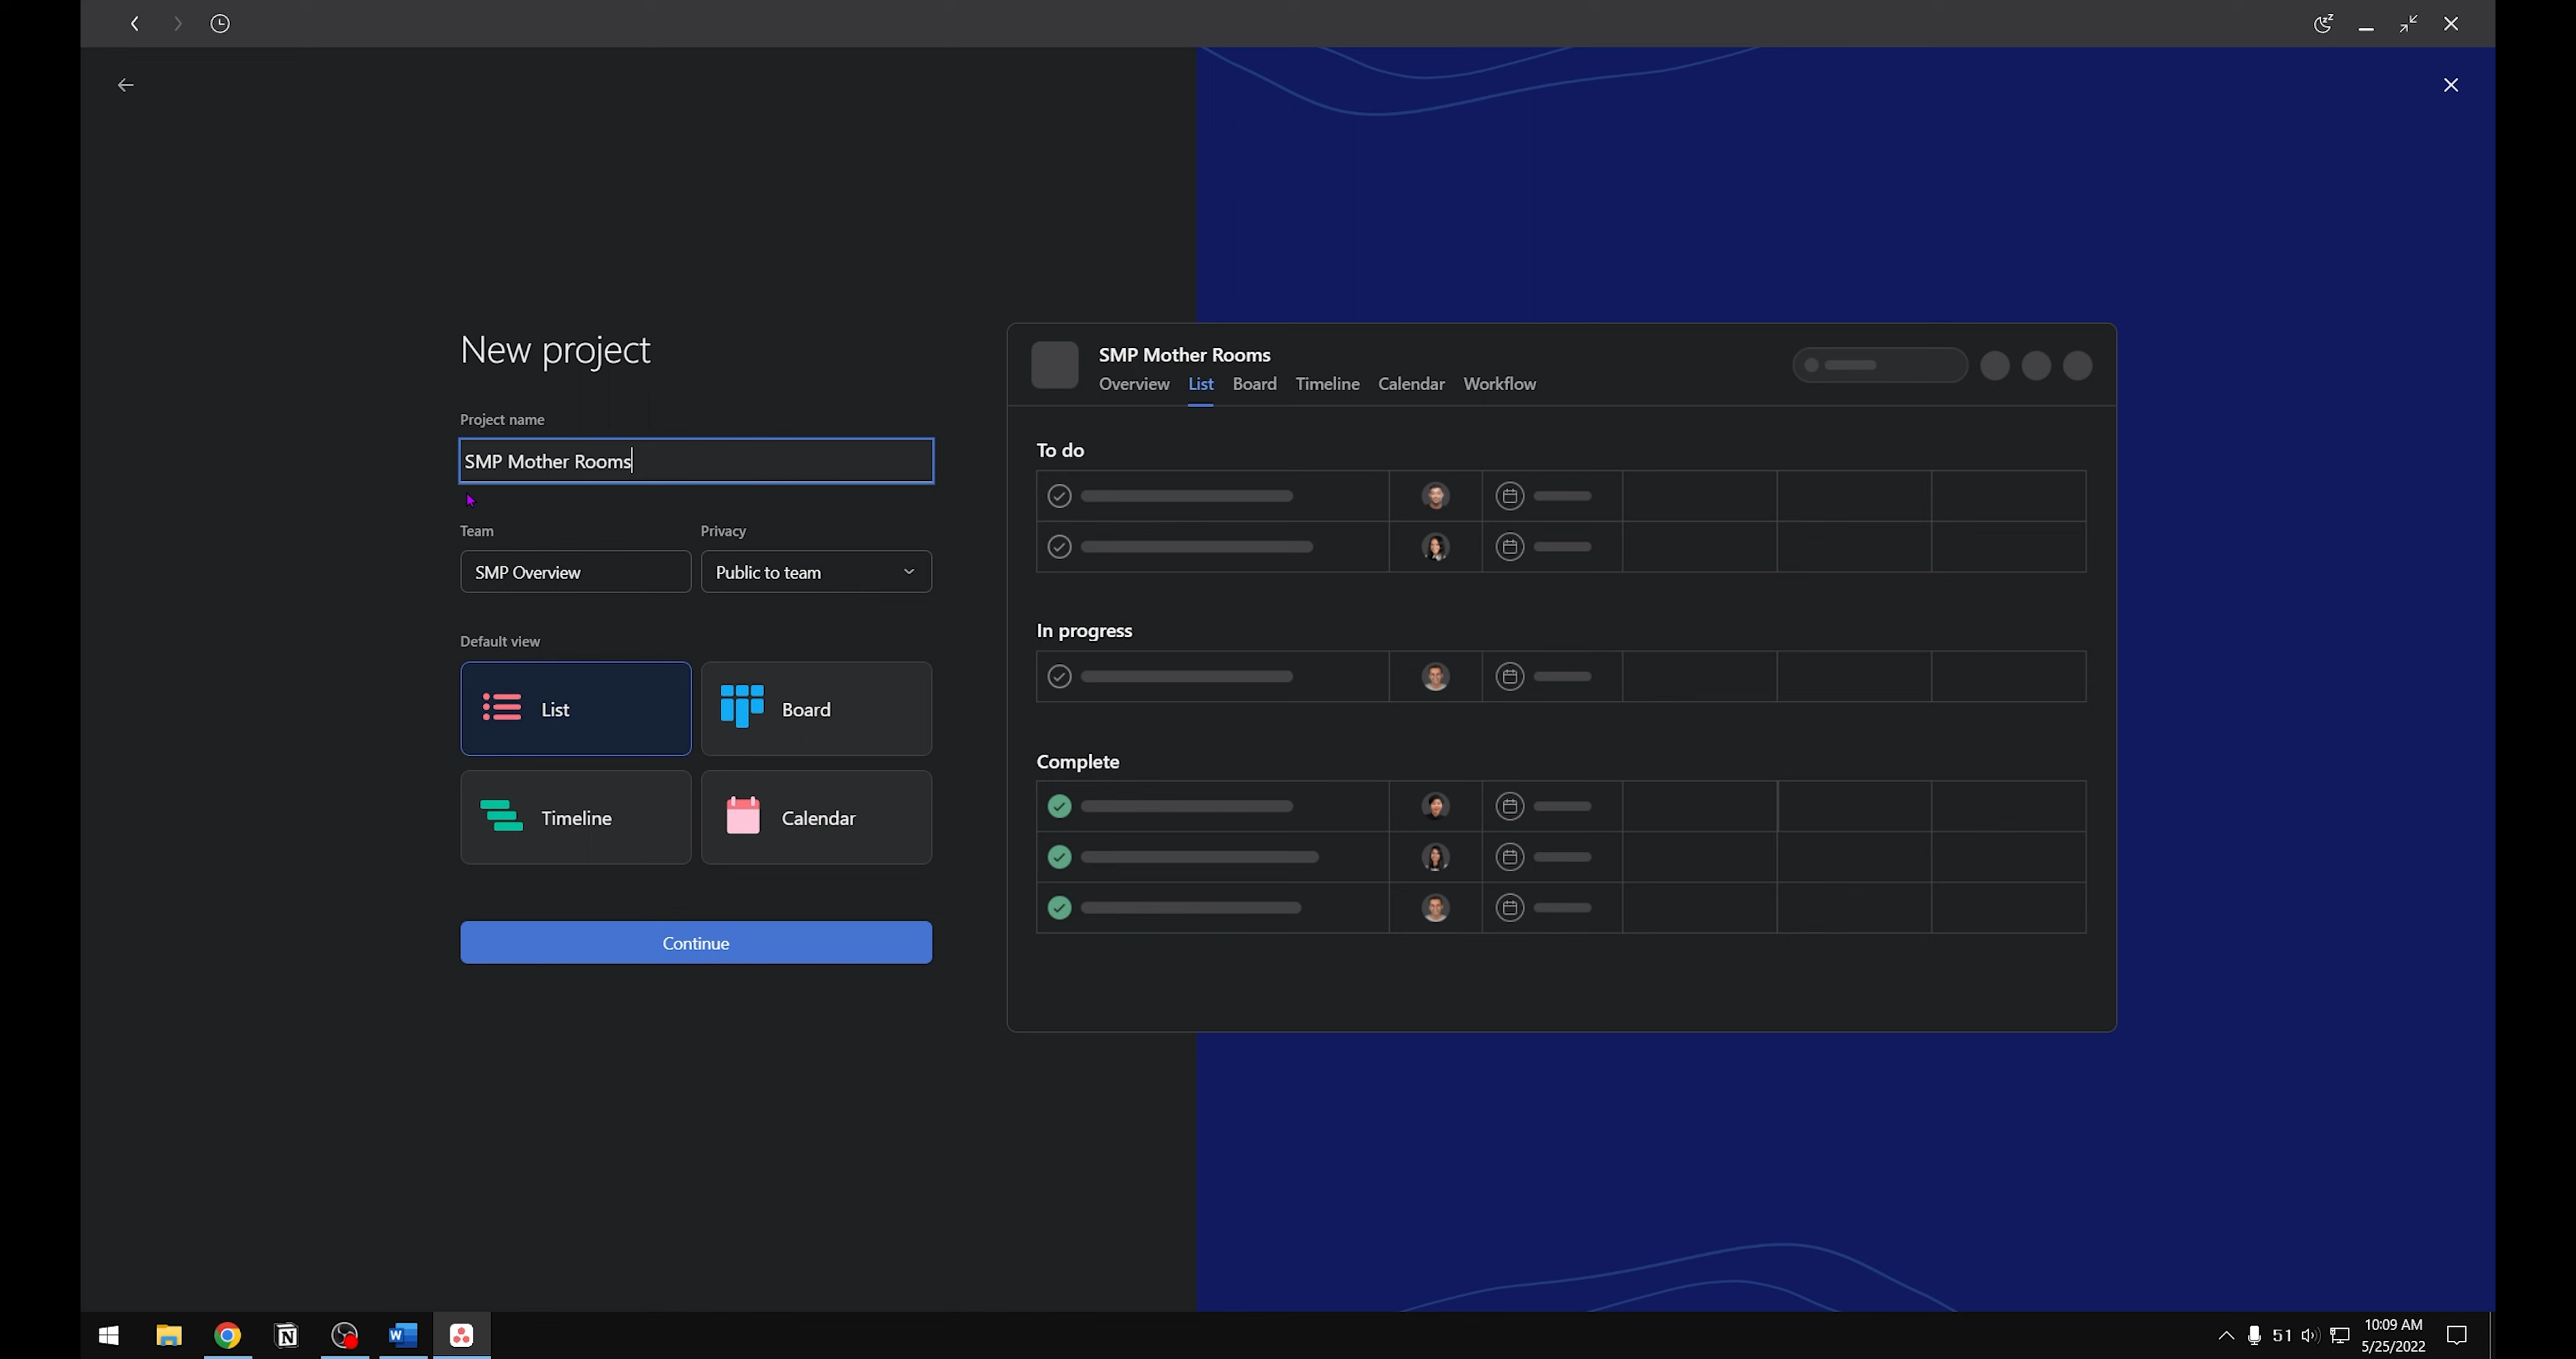 New project
Project name
SMP Mother Rooms
Team
Privacy
SMP Overview
Public to team
Default view
List
Board
Timeline
Calendar
Continue
SMP Mother Rooms
Overview List Board Timeline Calendar Workflow
To do
In progress
Complete
51
10:09 AM
5/25/2022